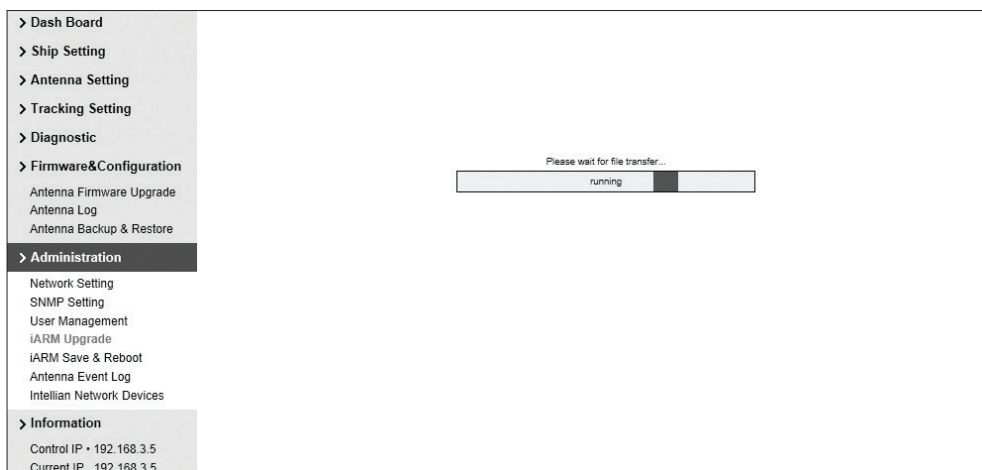 Dash Board
Ship Setting
Antenna Setting
Tracking Setting
Diagnostic
Firmware&Configuration
Antenna Firmware Upgrade
Antenna Log
Antenna Backup & Restore
Administration
Network Setting
SNMP Setting
User Management
iARM Upgrade
iARM Save & Reboot
Antenna Event Log
Intellian Network Devices
Information
Control IP • 192.168.3.5
Current IP 192.168.3.5
Please wait for file transfer...
running